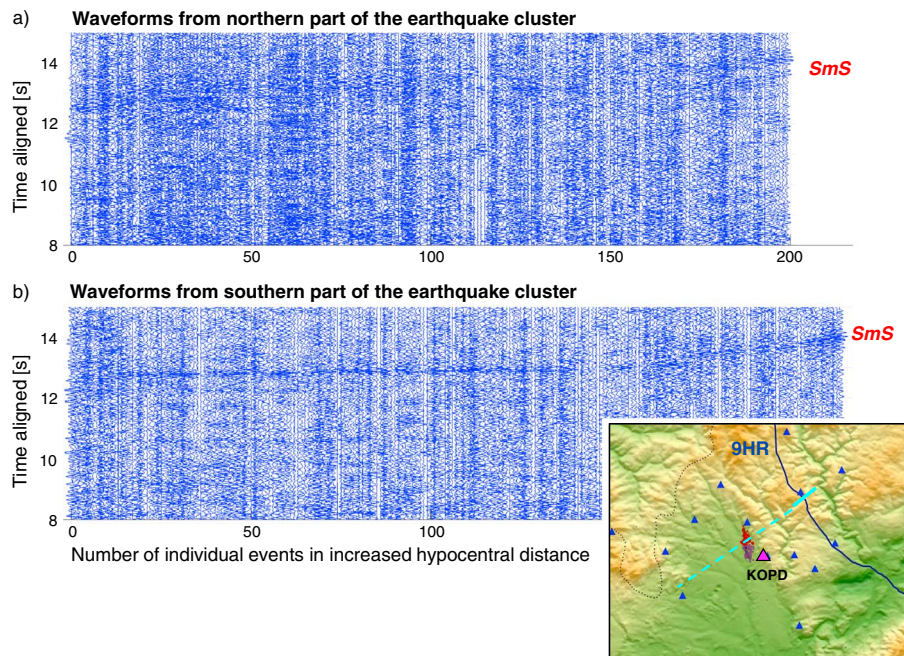 a) Waveforms from northern part of the earthquake cluster
Time aligned [s]
14
12
10
8
SmS
0 50 100 150 200
b) Waveforms from southern part of the earthquake cluster
Time aligned [s]
14
12
10
8
SmS
0 50 100
Number of individual events in increased hypocentral distance
9HR
KOPD